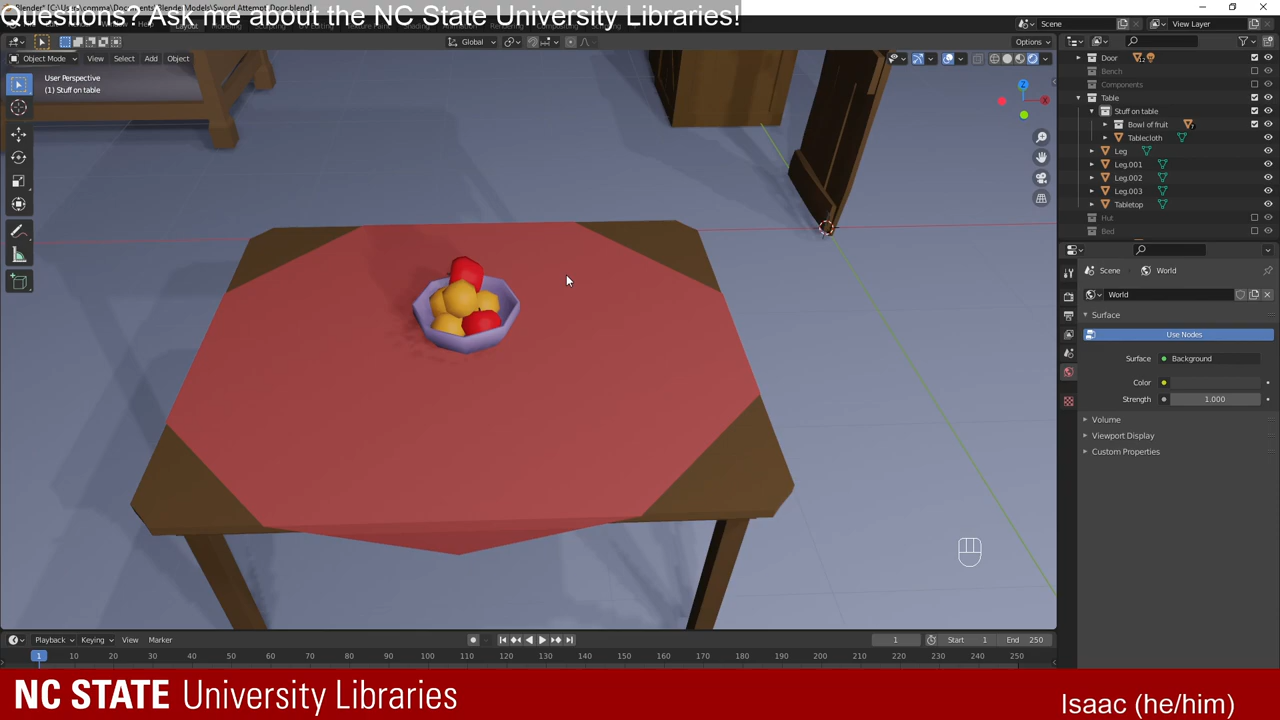 Questions? Ask me about the NC State University Libraries!
Scene
View Layer
Global
Options
Object Mode
View
Select
Add
Object
User Perspective
(1) Stuff on table
Z
X
Door
12
Bench
Components
Table
Stuff on table
Bowl of fruit
7
Tablecloth
Leg
Leg.001
Leg.002
Leg.003
Tabletop
Hut
Bed
Scene
World
World
Surface
Use Nodes
Surface
Background
Color
Strength
1.000
Volume
Viewport Display
Custom Properties
Playback
Keying
View
Marker
1
Start
1
End
250
1
10
20
30
40
50
60
70
80
90
100
110
120
130
140
150
160
170
180
190
200
210
220
230
240
250
NC STATE University Libraries
Isaac (he/him)